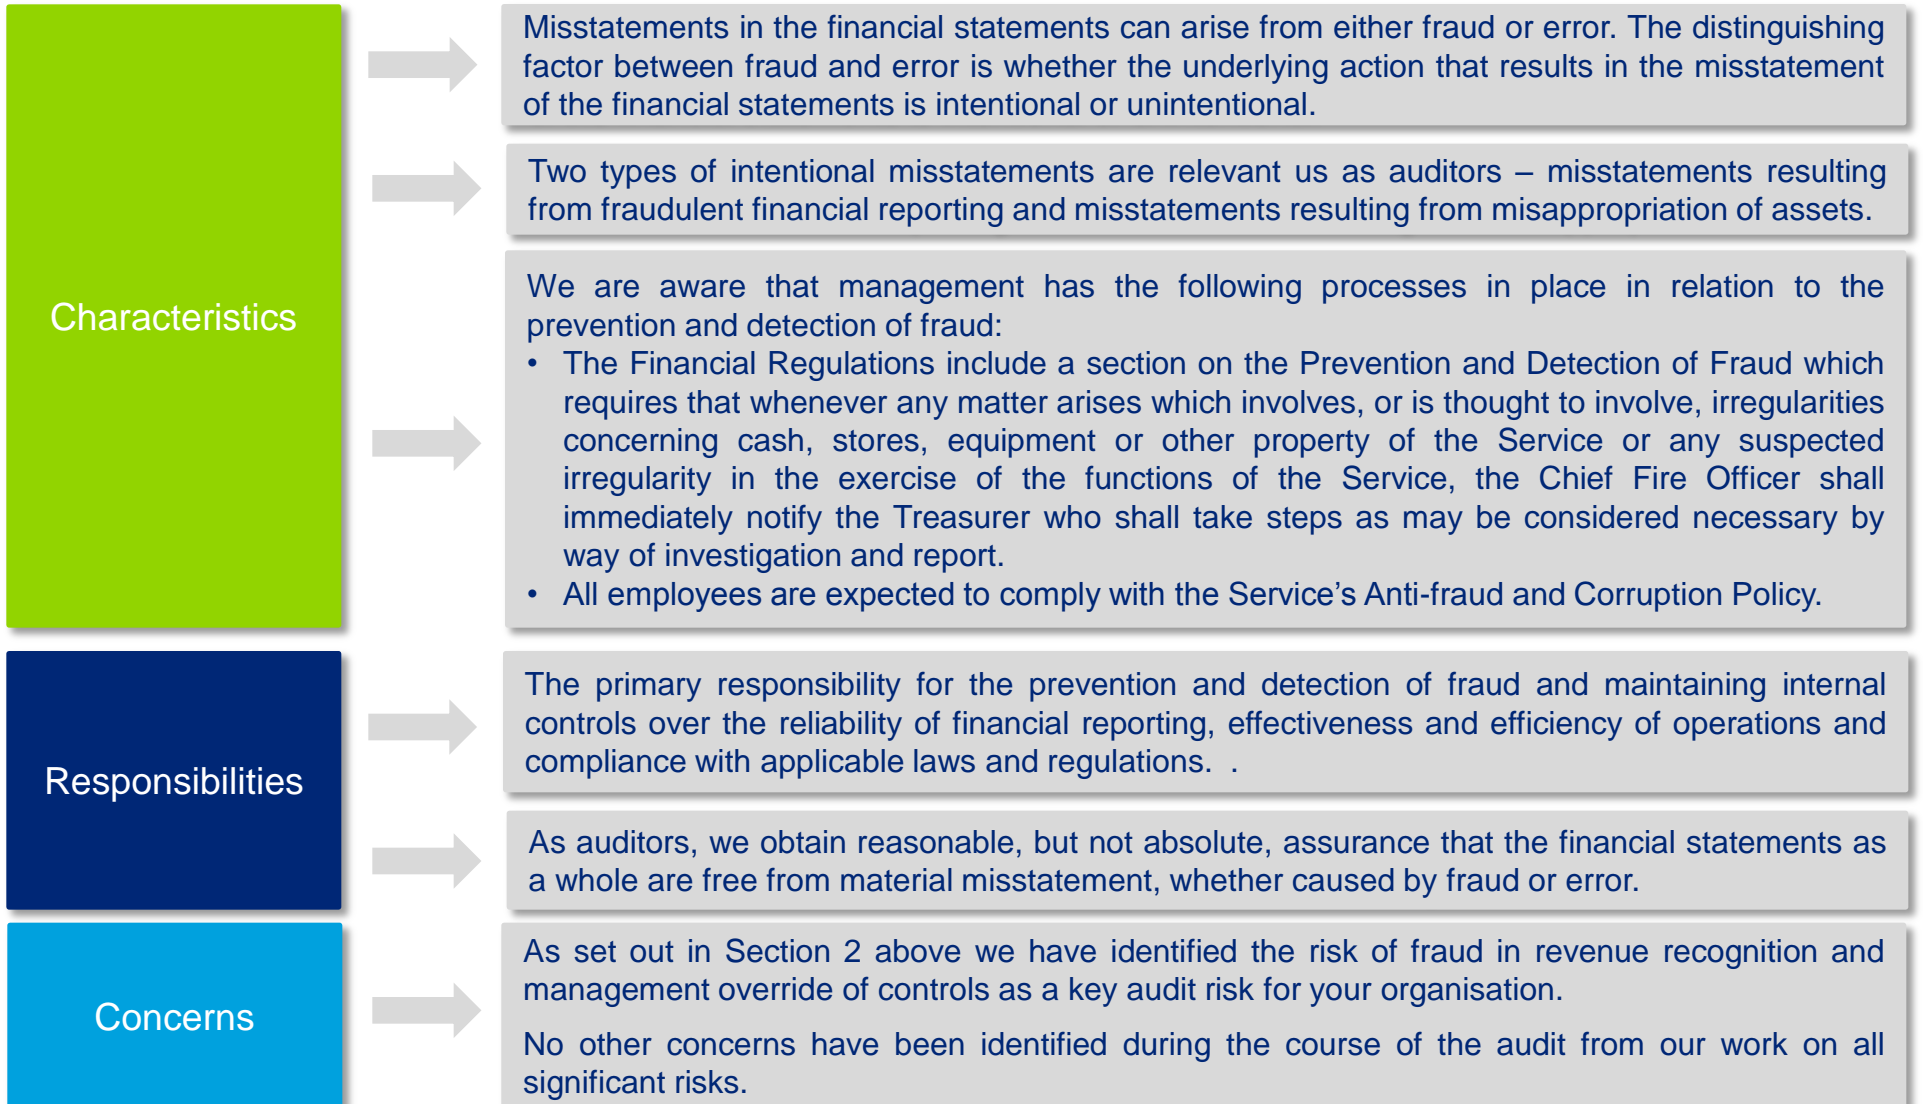 Characteristics
Misstatements in the financial statements can arise from either fraud or error. The distinguishing
factor between fraud and error is whether the underlying action that results in the misstatement
of the financial statements is intentional or unintentional.
Two types of intentional misstatements are relevant us as auditors – misstatements resulting
from fraudulent financial reporting and misstatements resulting from misappropriation of assets.
We are aware that management has the following processes in place in relation to the
prevention and detection of fraud:
• The Financial Regulations include a section on the Prevention and Detection of Fraud which
requires that whenever any matter arises which involves, or is thought to involve, irregularities
concerning cash, stores, equipment or other property of the Service or any suspected
irregularity in the exercise of the functions of the Service, the Chief Fire Officer shall
immediately notify the Treasurer who shall take steps as may be considered necessary by
way of investigation and report.
• All employees are expected to comply with the Service’s Anti-fraud and Corruption Policy.
Responsibilities
The primary responsibility for the prevention and detection of fraud and maintaining internal
controls over the reliability of financial reporting, effectiveness and efficiency of operations and
compliance with applicable laws and regulations. .
As auditors, we obtain reasonable, but not absolute, assurance that the financial statements as
a whole are free from material misstatement, whether caused by fraud or error.
Concerns
As set out in Section 2 above we have identified the risk of fraud in revenue recognition and
management override of controls as a key audit risk for your organisation.
No other concerns have been identified during the course of the audit from our work on all
significant risks.